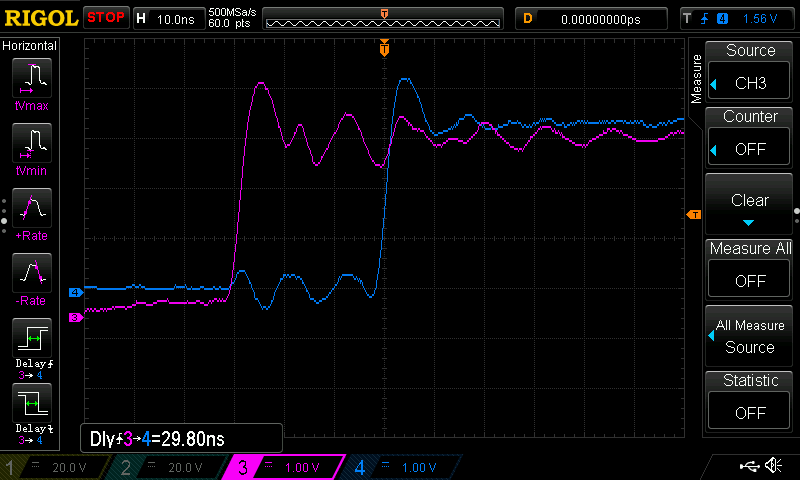 RIGOL STOP H 10.0ns 500MSa/s 60.0 pts T D 0.00000000ps T 4 1.56 V
Horizontal
tVmax
tVmin
+Rate
-Rate
Delay
3→4
Delay
3→4
T
T
4
3
Dly 3→4=29.80ns
Measure
Source
CH3
Counter
OFF
Clear
Measure All
OFF
All Measure
Source
Statistic
OFF
1 20.0 V 2 20.0 V 3 1.00 V 4 1.00 V